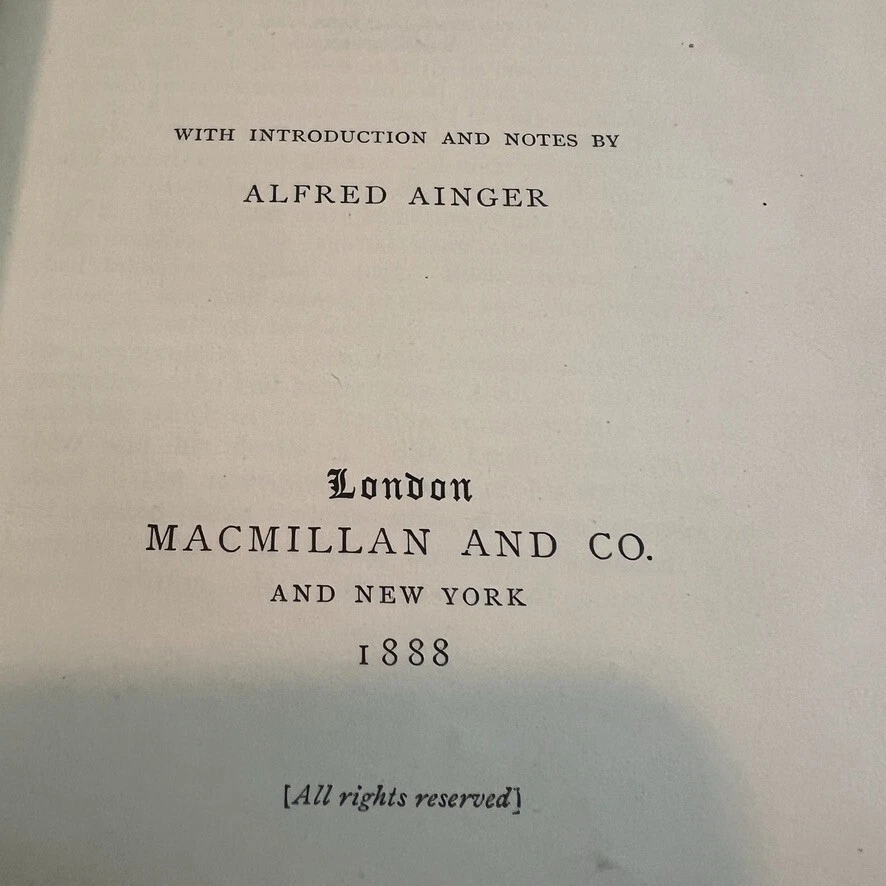 WITH INTRODUCTION AND NOTES BY
ALFRED AINGER
London
MACMILLAN AND CO.
AND NEW YORK
1888
[All rights reserved]